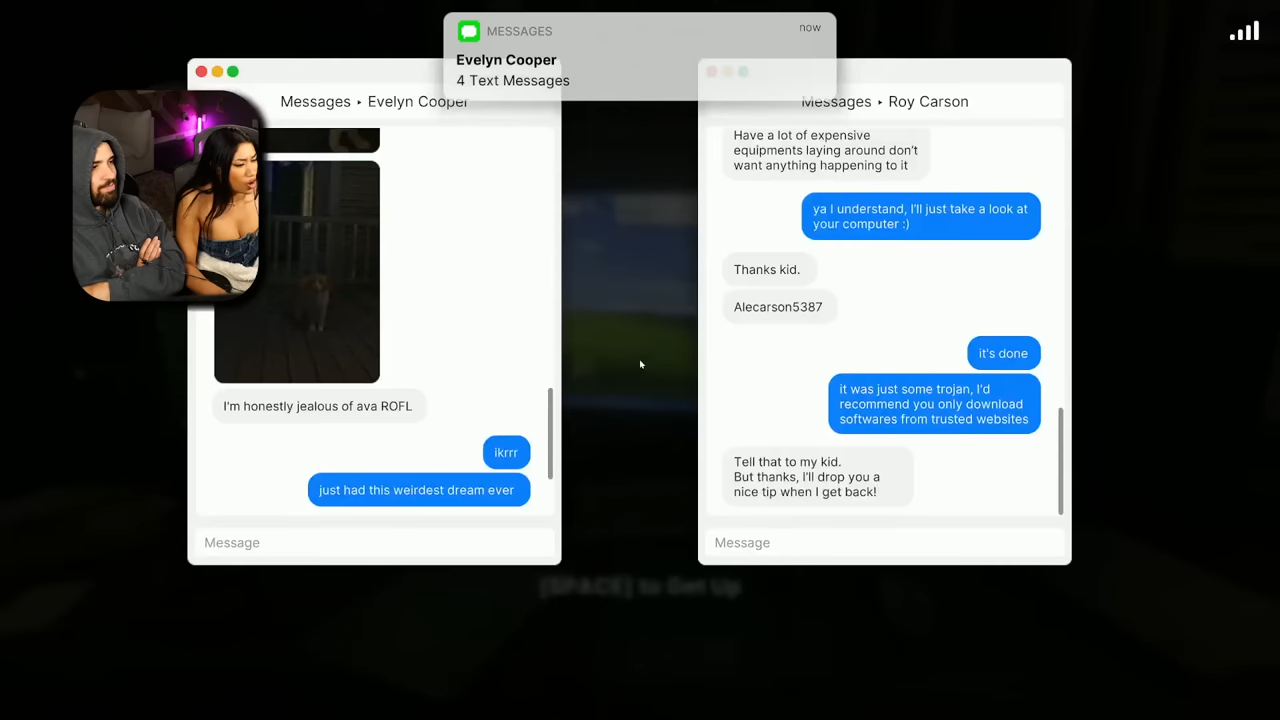 MESSAGES
now
Evelyn Cooper
4 Text Messages
Messages ▸ Evelyn Cooper
I'm honestly jealous of ava ROFL
ikrrr
just had this weirdest dream ever
Message
Messages ▸ Roy Carson
Have a lot of expensive
equipments laying around don't
want anything happening to it
ya I understand, I'll just take a look at
your computer :)
Thanks kid.
Alecarson5387
it's done
it was just some trojan, I'd
recommend you only download
softwares from trusted websites
Tell that to my kid.
But thanks, I'll drop you a
nice tip when I get back!
Message
[SPACE] to Get Up